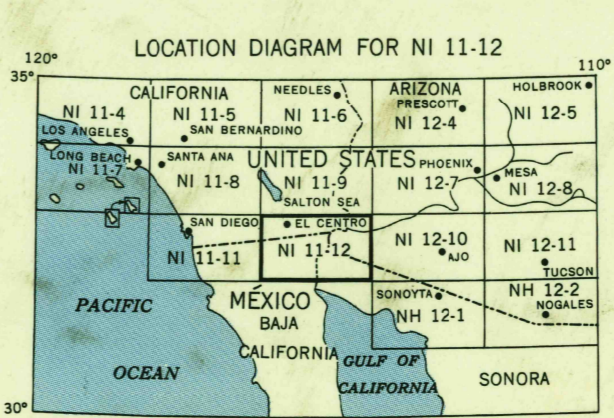 LOCATION DIAGRAM FOR NI 11-12
120°
110°
35°
CALIFORNIA
NEEDLES
ARIZONA
HOLBROOK
NI 11-4
NI 11-5
NI 11-6
PRESCOTT
NI 12-4
NI 12-5
LOS ANGELES
SAN BERNARDINO
LONG BEACH
SANTA ANA
UNITED STATES
PHOENIX
MESA
NI 11-7
NI 11-8
NI 11-9
NI 12-7
NI 12-8
SALTON SEA
SAN DIEGO
EL CENTRO
NI 11-11
NI 11-12
NI 12-10
AJO
NI 12-11
TUCSON
PACIFIC
MEXICO
SONOYTA
NH 12-2
NOGALES
BAJA
NH 12-1
CALIFORNIA
GULF OF
OCEAN
CALIFORNIA
SONORA
30°